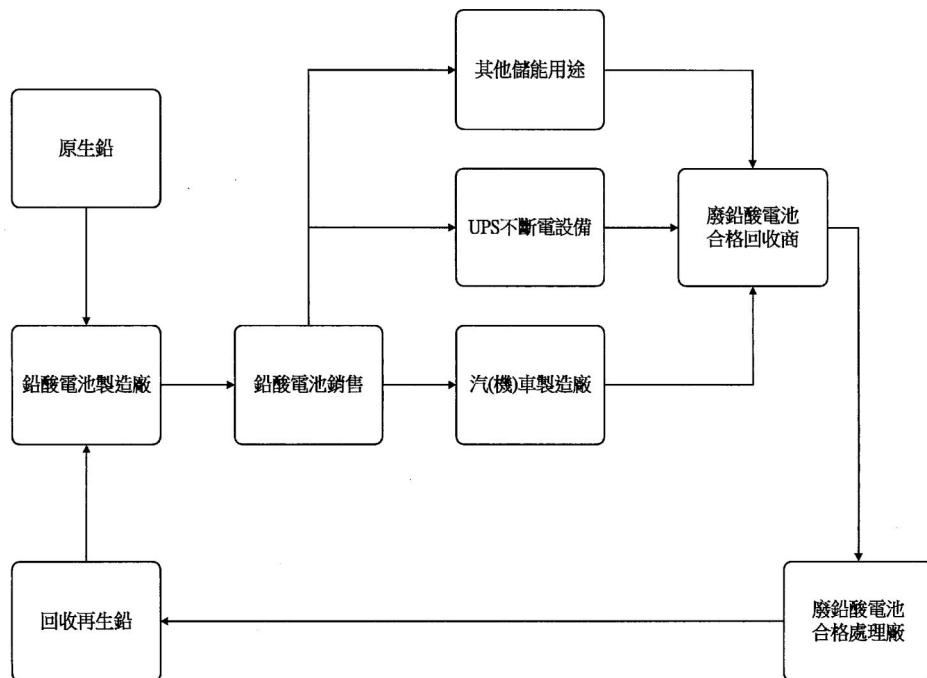 其他儲能用途
原生鉛
UPS不斷電設備
廢鉛酸電池
合格回收商
鉛酸電池製造廠
鉛酸電池銷售
汽(機)車製造廠
回收再生鉛
廢鉛酸電池
合格處理廠